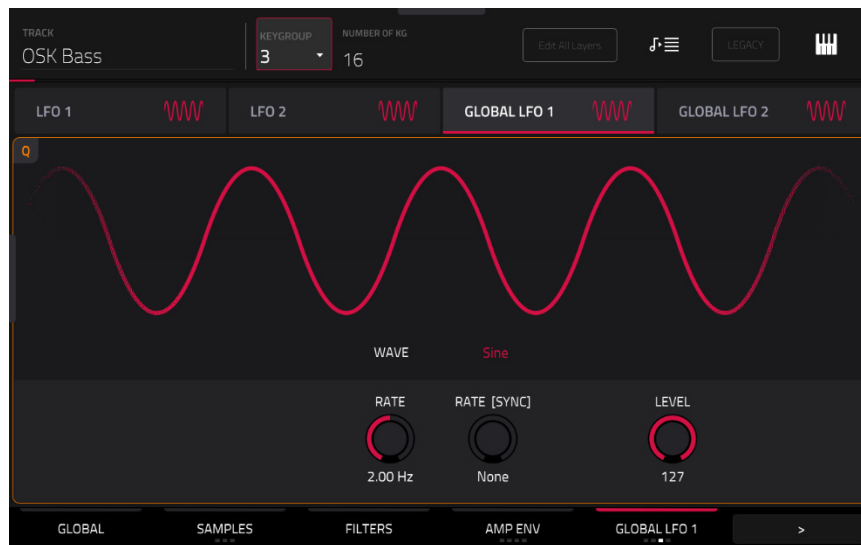 TRACK
OSK Bass
KEYGROUP
3
NUMBER OF KG
16
Edit All Layers
LEGACY
LFO 1
LFO 2
GLOBAL LFO 1
GLOBAL LFO 2
Q
WAVE
Sine
RATE
RATE [SYNC]
LEVEL
2.00 Hz
None
127
GLOBAL
SAMPLES
FILTERS
AMP ENV
GLOBAL LFO 1
>